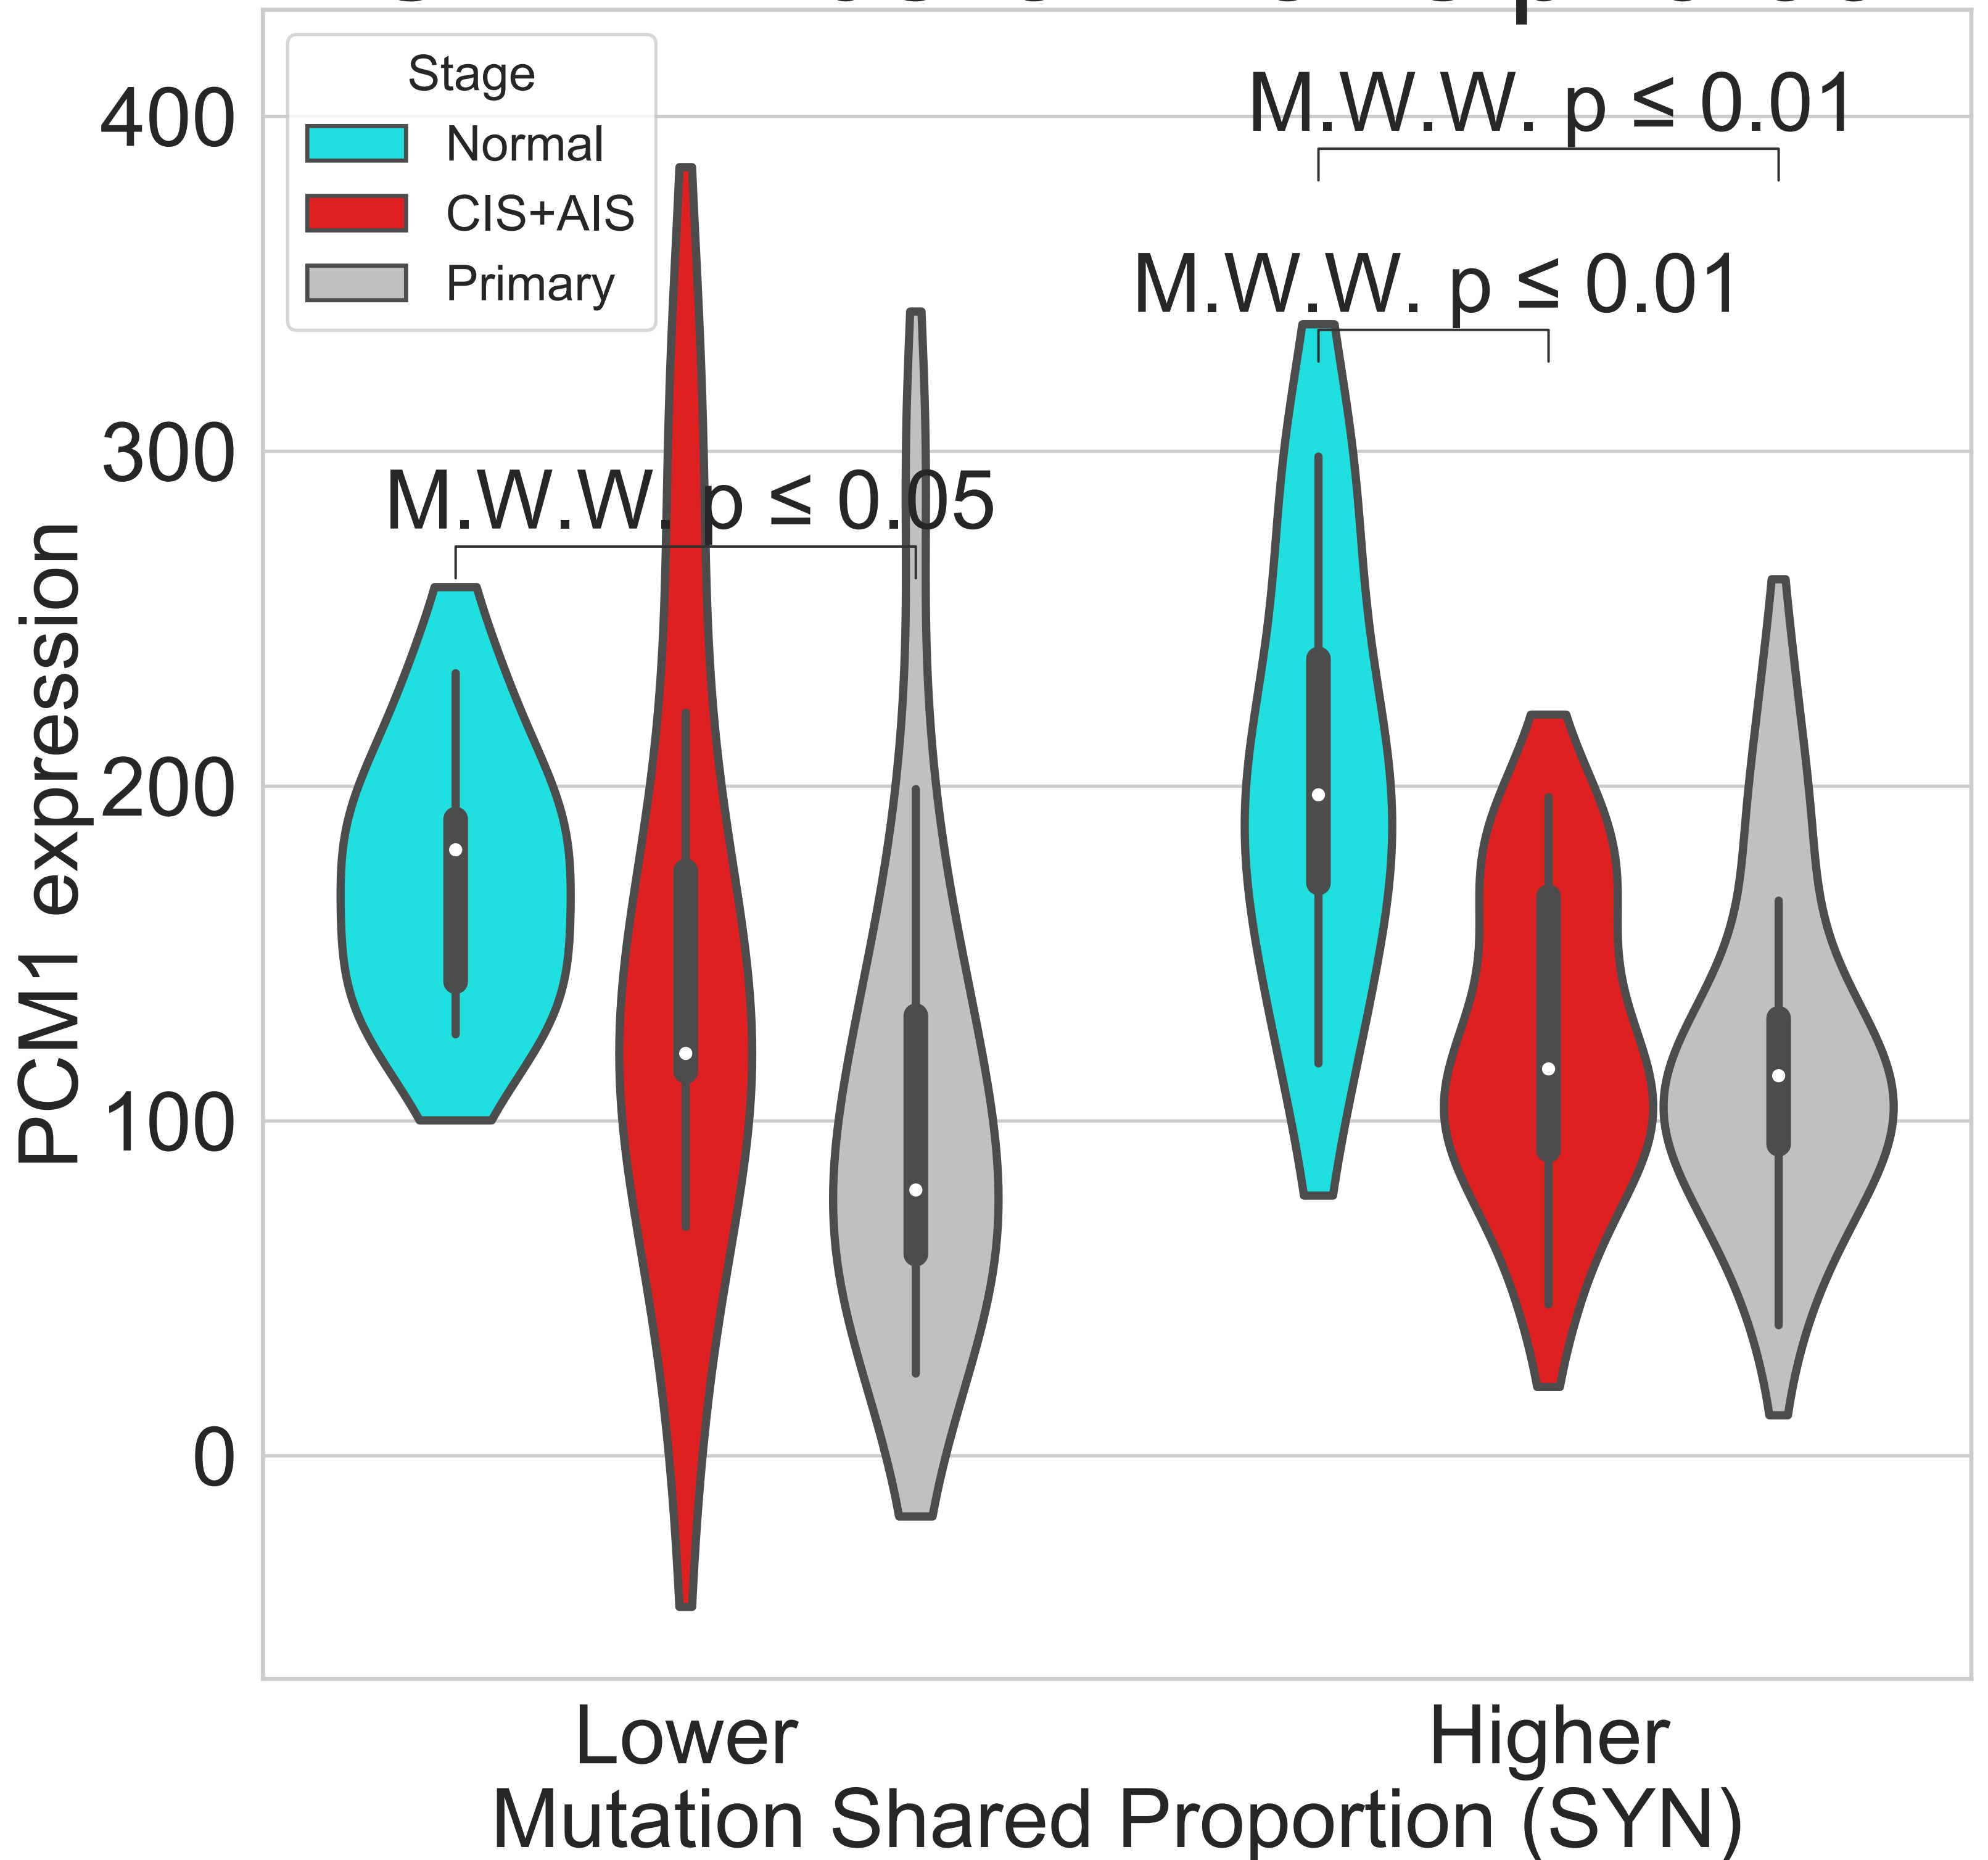 Stage
Normal
CIS+AIS
Primary
M.W.W. p ≤ 0.01
M.W.W. p ≤ 0.01
M.W.W. p ≤ 0.05
400
300
200
100
0
PCM1 expression
Lower
Higher
Mutation Shared Proportion (SYN)